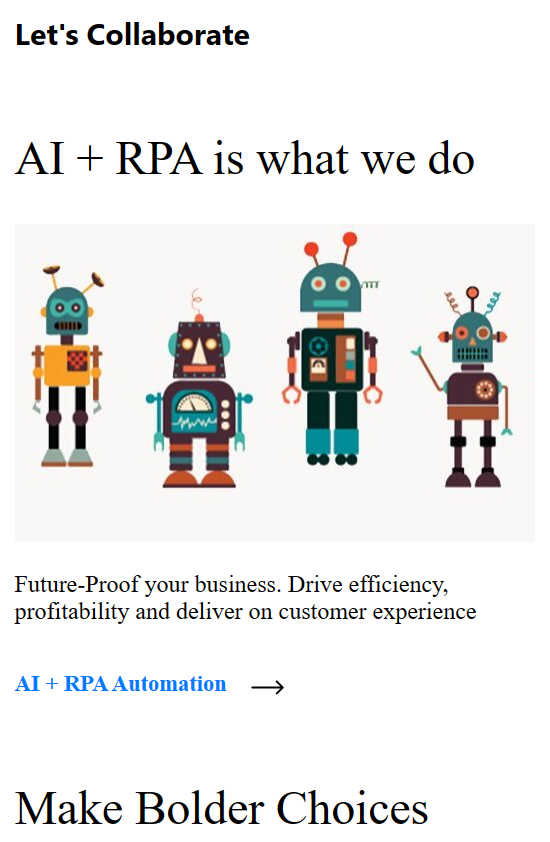 Let's Collaborate
AI + RPA is what we do
Future-Proof your business. Drive efficiency,
profitability and deliver on customer experience
AI + RPA Automation
Make Bolder Choices